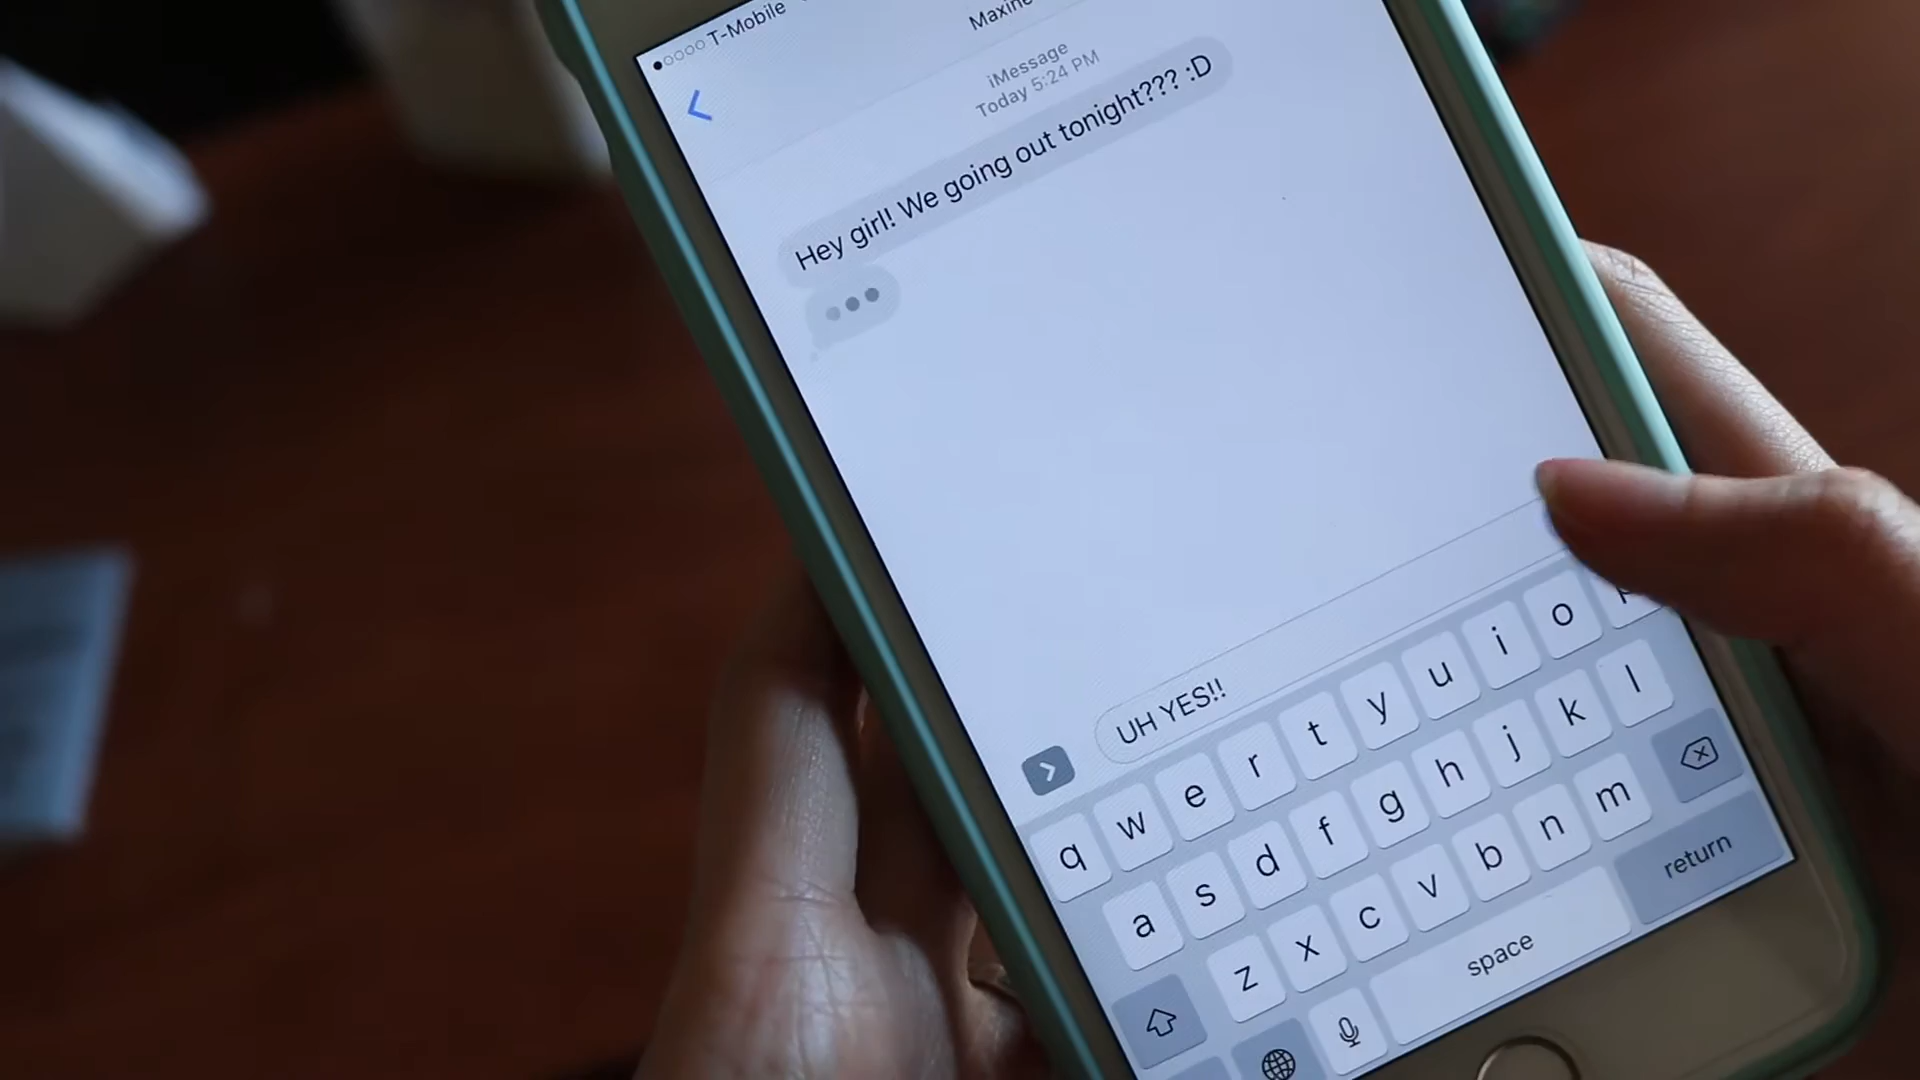 T-Mobile
Maxine
iMessage
Today 5:24 PM
Hey girl! We going out tonight??? :D
UH YES!!
q w e r t y u i o
a s d f g h j k l
z x c v b n m
space
return